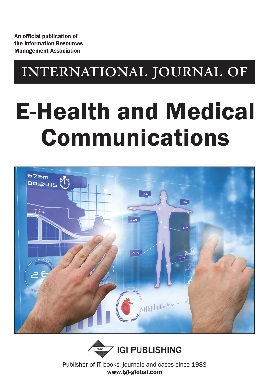 An official publication of
the Information Resources
Management Association
INTERNATIONAL JOURNAL OF
E-Health and Medical
Communications
IGI PUBLISHING
Publisher of IT books, journals and cases since 1988
www.igi-global.com